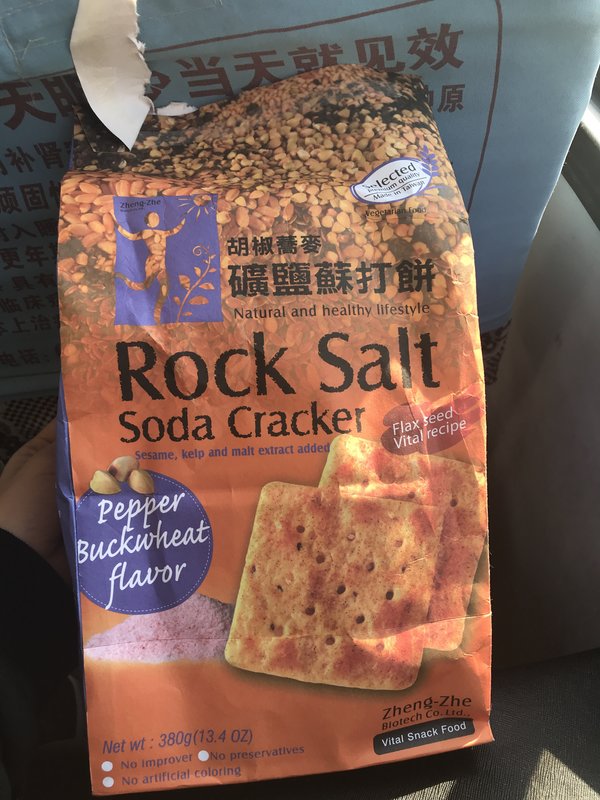 当天就见效
Zheng-Zhe
Selected
premium quality
Made in Taiwan
Vegetarian Food
胡椒蕎麥
礦鹽蘇打餅
Natural and healthy lifestyle
Rock Salt
Soda Cracker
Flax seed
Vital recipe
Sesame, kelp and malt extract added
Pepper
Buckwheat
flavor
Zheng-Zhe
Biotech Co.Ltd.,
Vital Snack Food
Net wt : 380g(13.4 OZ)
No improver
No preservatives
No artificial coloring